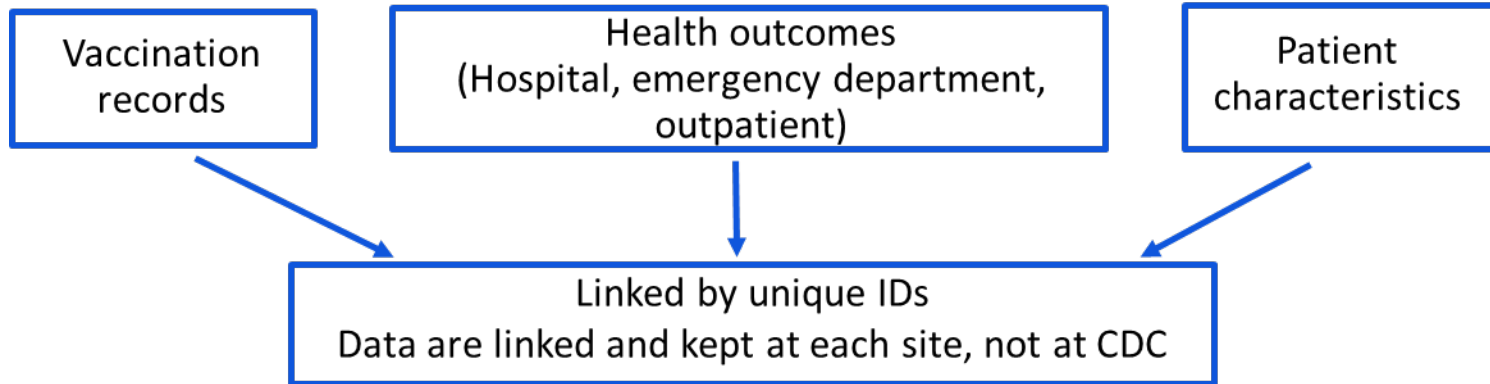 Vaccination
records
Health outcomes
(Hospital, emergency department,
outpatient)
Patient
characteristics
Linked by unique IDs
Data are linked and kept at each site, not at CDC